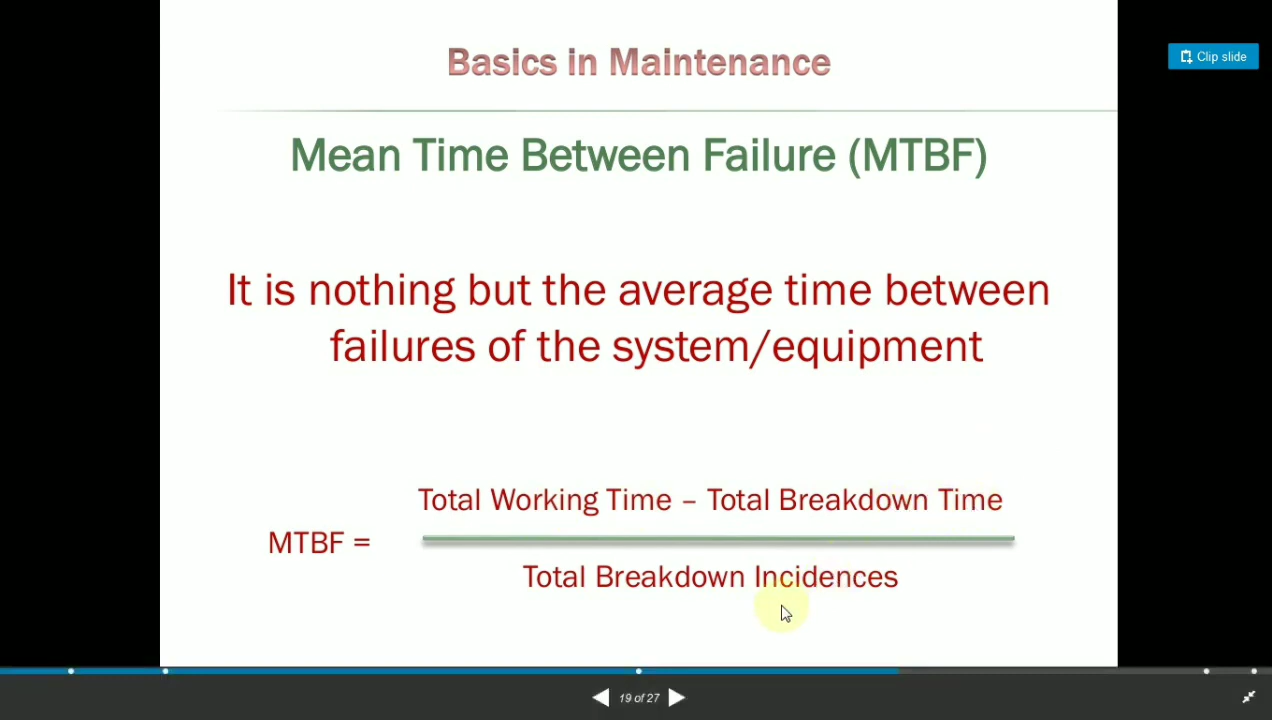 Basics in Maintenance
Clip slide
Mean Time Between Failure (MTBF)
It is nothing but the average time between
failures of the system/equipment
Total Working Time – Total Breakdown Time
MTBF =
Total Breakdown Incidences
19 of 27